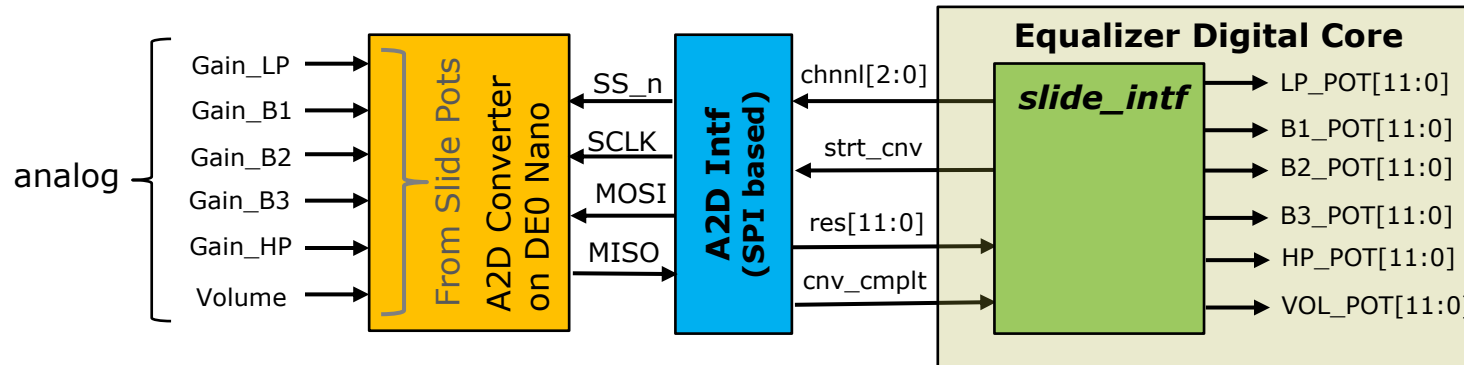 analog
Gain_LP
Gain_B1
Gain_B2
Gain_B3
Gain_HP
Volume
From Slide Pots
A2D Converter
on DE0 Nano
SS_n
SCLK
MOSI
MISO
A2D Intf
(SPI based)
chnnl[2:0]
strt_cnv
res[11:0]
cnv_cmplt
Equalizer Digital Core
slide_intf
LP_POT[11:0]
B1_POT[11:0]
B2_POT[11:0]
B3_POT[11:0]
HP_POT[11:0]
VOL_POT[11:0]